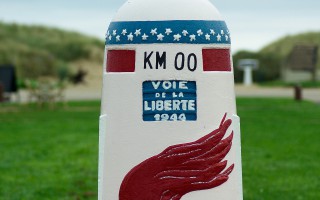 KM 00
VOIE
DE LA
LIBERTE
1944